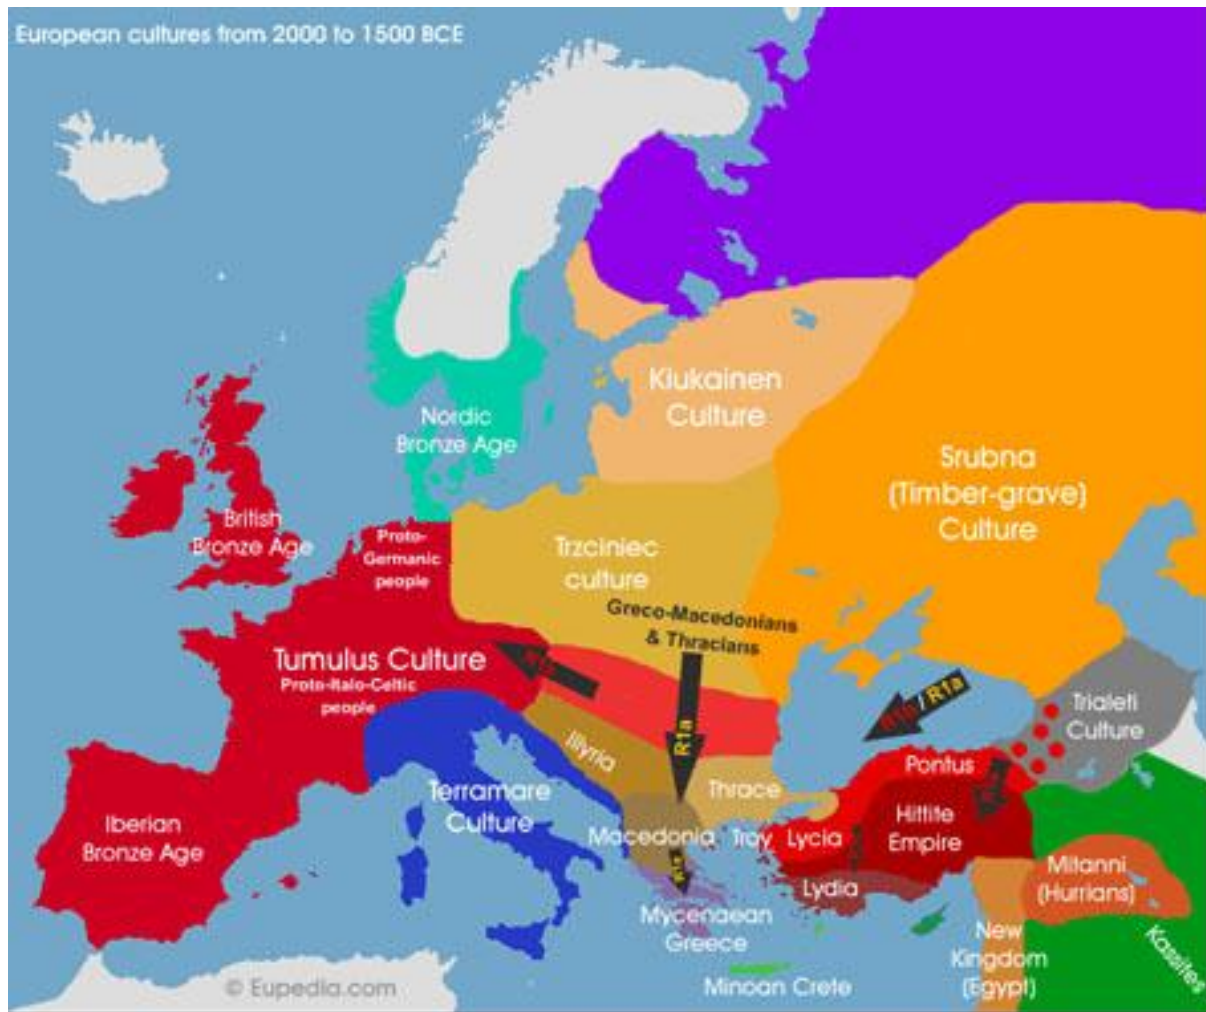 European cultures from 2000 to 1500 BCE
Kiukainen
Culture
Nordic
Bronze Age
Srubna
(Timber-grave)
Culture
British
Bronze Age
Proto-
Germanic
people
Trzciniec
culture
Greco-Macedonians
& Thracians
Tumulus Culture
Proto-Italo-Celtic
people
R1b / R1a
R1a
Trialeti
Culture
Illyria
Pontus
Thrace
Terramare
Culture
Hittite
Empire
Iberian
Bronze Age
Macedonia
Troy
Lycia
Mitanni
(Hurrians)
Lydia
Mycenaean
Greece
New
Kingdom
(Egypt)
Kassites
Minoan Crete
© Eupedia.com